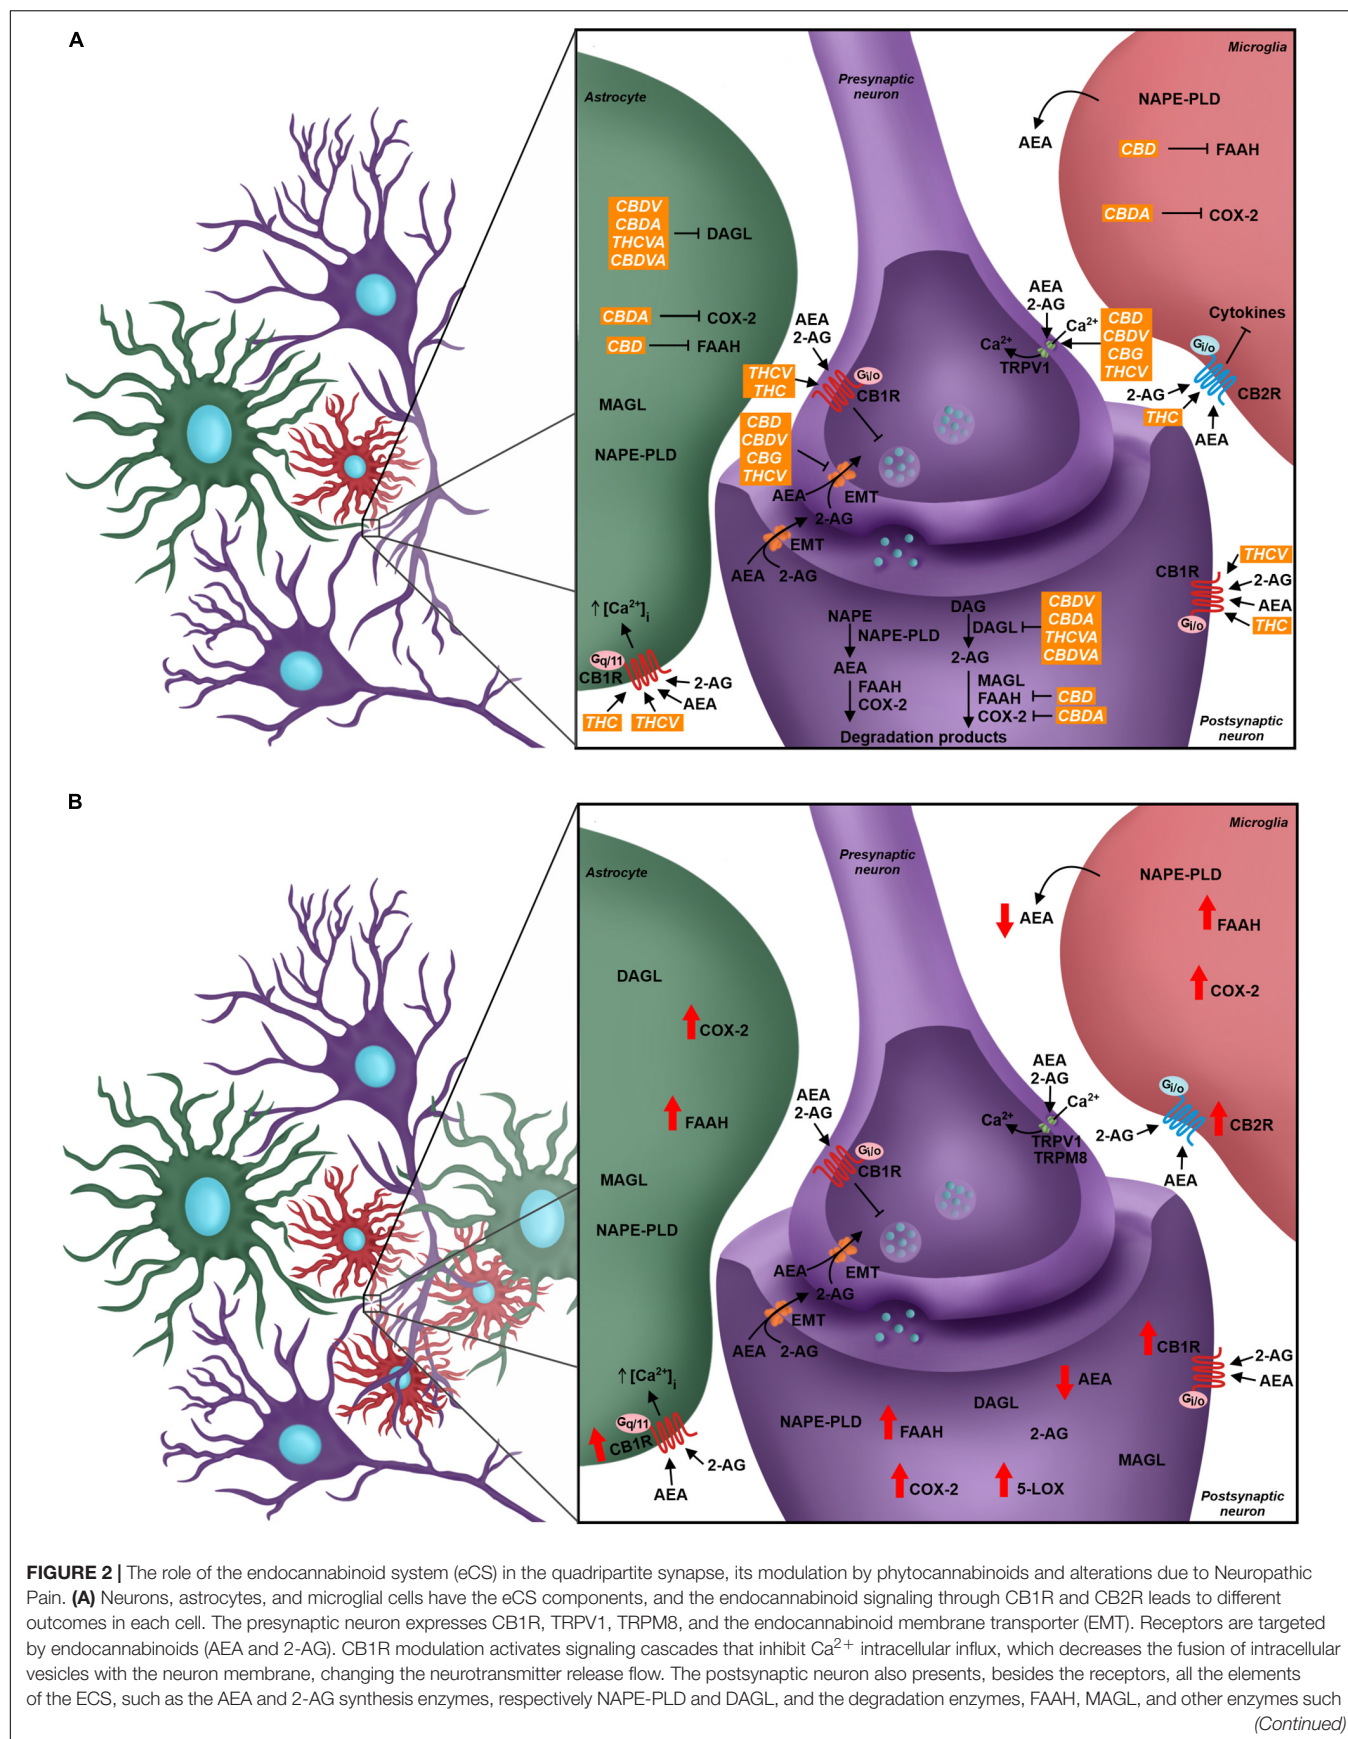 A
Astrocyte
Presynaptic
neuron
Microglia
NAPE-PLD
AEA
CBD
FAAH
CBDA
COX-2
CBDV
CBDA
THCVA
CBDVA
DAGL
CBDA
COX-2
CBD
FAAH
MAGL
NAPE-PLD
AEA
2-AG
THCV
THC
Gi/o
CB1R
CBD
CBDV
CBG
THCV
AEA
EMT
2-AG
EMT
AEA
2-AG
AEA
2-AG
Ca2+
Ca2+
TRPV1
CBD
CBDV
CBG
THCV
Cytokines
Gi/o
2-AG
CB2R
THC
AEA
THCV
CB1R
2-AG
AEA
Gi/o
THC
↑[Ca2+]i
Gq/11
CB1R
2-AG
AEA
THC
THCV
NAPE
NAPE-PLD
AEA
FAAH
COX-2
DAG
DAGL
2-AG
MAGL
FAAH
COX-2
CBDV
CBDA
THCVA
CBDVA
CBD
CBDA
Degradation products
Postsynaptic
neuron
B
Astrocyte
Presynaptic
neuron
Microglia
NAPE-PLD
AEA
FAAH
COX-2
DAGL
COX-2
FAAH
MAGL
NAPE-PLD
AEA
2-AG
Gi/o
CB1R
AEA
EMT
2-AG
EMT
AEA
2-AG
AEA
2-AG
Ca2+
Ca2+
TRPV1
TRPM8
Gi/o
2-AG
CB2R
AEA
CB1R
2-AG
AEA
Gi/o
↑[Ca2+]i
Gq/11
CB1R
2-AG
AEA
AEA
DAGL
NAPE-PLD
FAAH
2-AG
MAGL
COX-2
5-LOX
Postsynaptic
neuron
FIGURE 2 | The role of the endocannabinoid system (eCS) in the quadripartite synapse, its modulation by phytocannabinoids and alterations due to Neuropathic
Pain. (A) Neurons, astrocytes, and microglial cells have the eCS components, and the endocannabinoid signaling through CB1R and CB2R leads to different
outcomes in each cell. The presynaptic neuron expresses CB1R, TRPV1, TRPM8, and the endocannabinoid membrane transporter (EMT). Receptors are targeted
by endocannabinoids (AEA and 2-AG). CB1R modulation activates signaling cascades that inhibit Ca2+ intracellular influx, which decreases the fusion of intracellular
vesicles with the neuron membrane, changing the neurotransmitter release flow. The postsynaptic neuron also presents, besides the receptors, all the elements
of the ECS, such as the AEA and 2-AG synthesis enzymes, respectively NAPE-PLD and DAGL, and the degradation enzymes, FAAH, MAGL, and other enzymes such
(Continued)